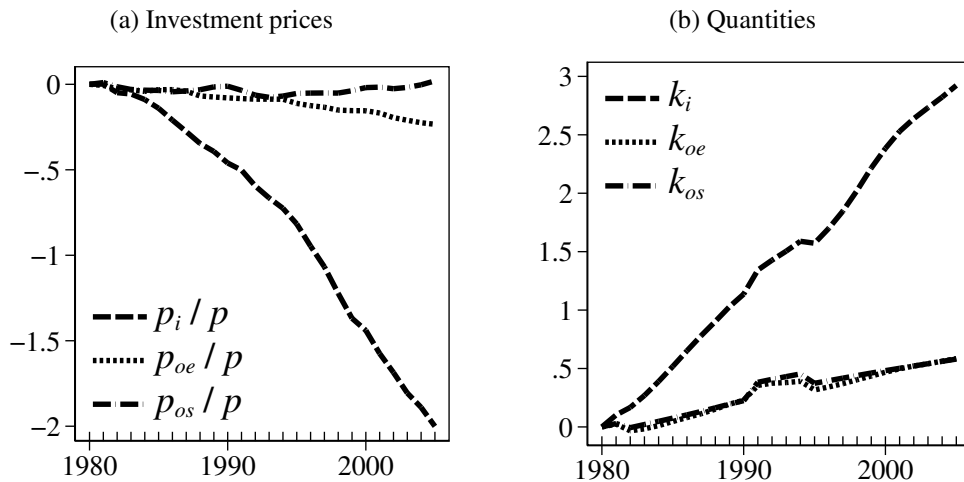 (a) Investment prices
0
−.5
−1
−1.5
−2
p_i / p
p_oe / p
p_os / p
1980 1990 2000
(b) Quantities
3
2.5
2
1.5
1
.5
0
k_i
k_oe
k_os
1980 1990 2000